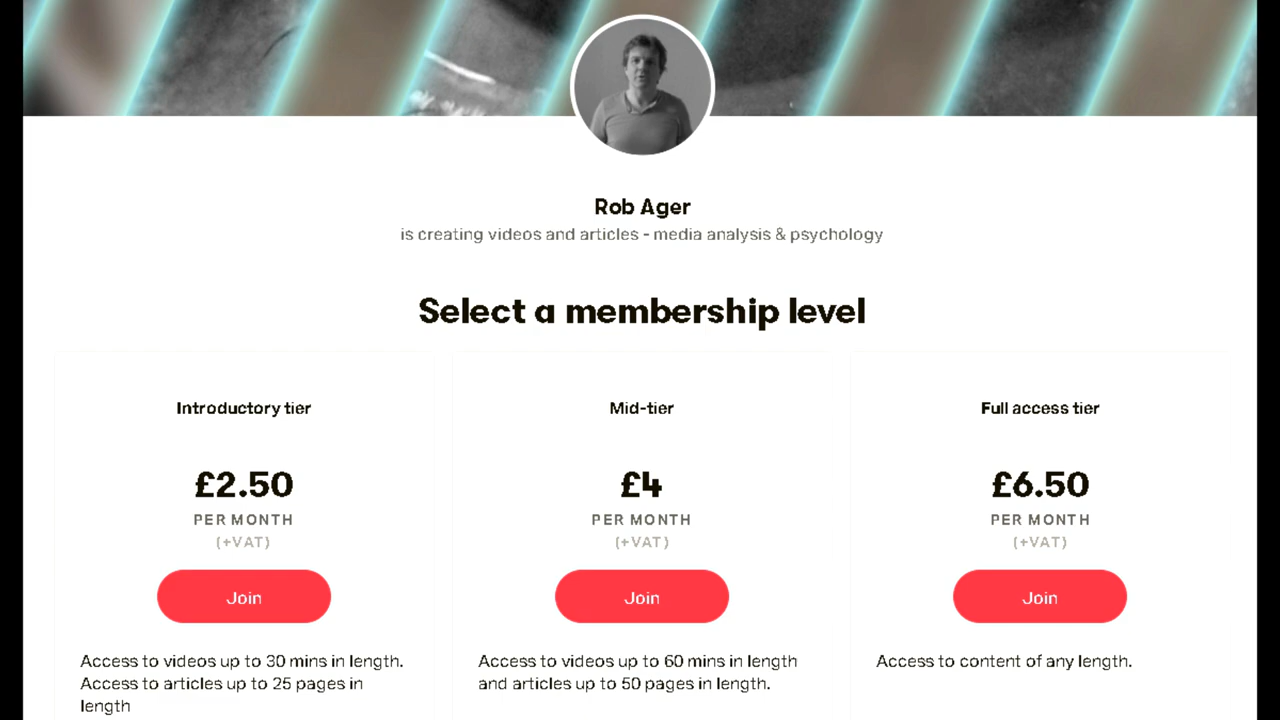 Rob Ager
is creating videos and articles - media analysis & psychology
Select a membership level
Introductory tier
£2.50
PER MONTH
(+VAT)
Join
Access to videos up to 30 mins in length.
Access to articles up to 25 pages in
length
Mid-tier
£4
PER MONTH
(+VAT)
Join
Access to videos up to 60 mins in length
and articles up to 50 pages in length.
Full access tier
£6.50
PER MONTH
(+VAT)
Join
Access to content of any length.